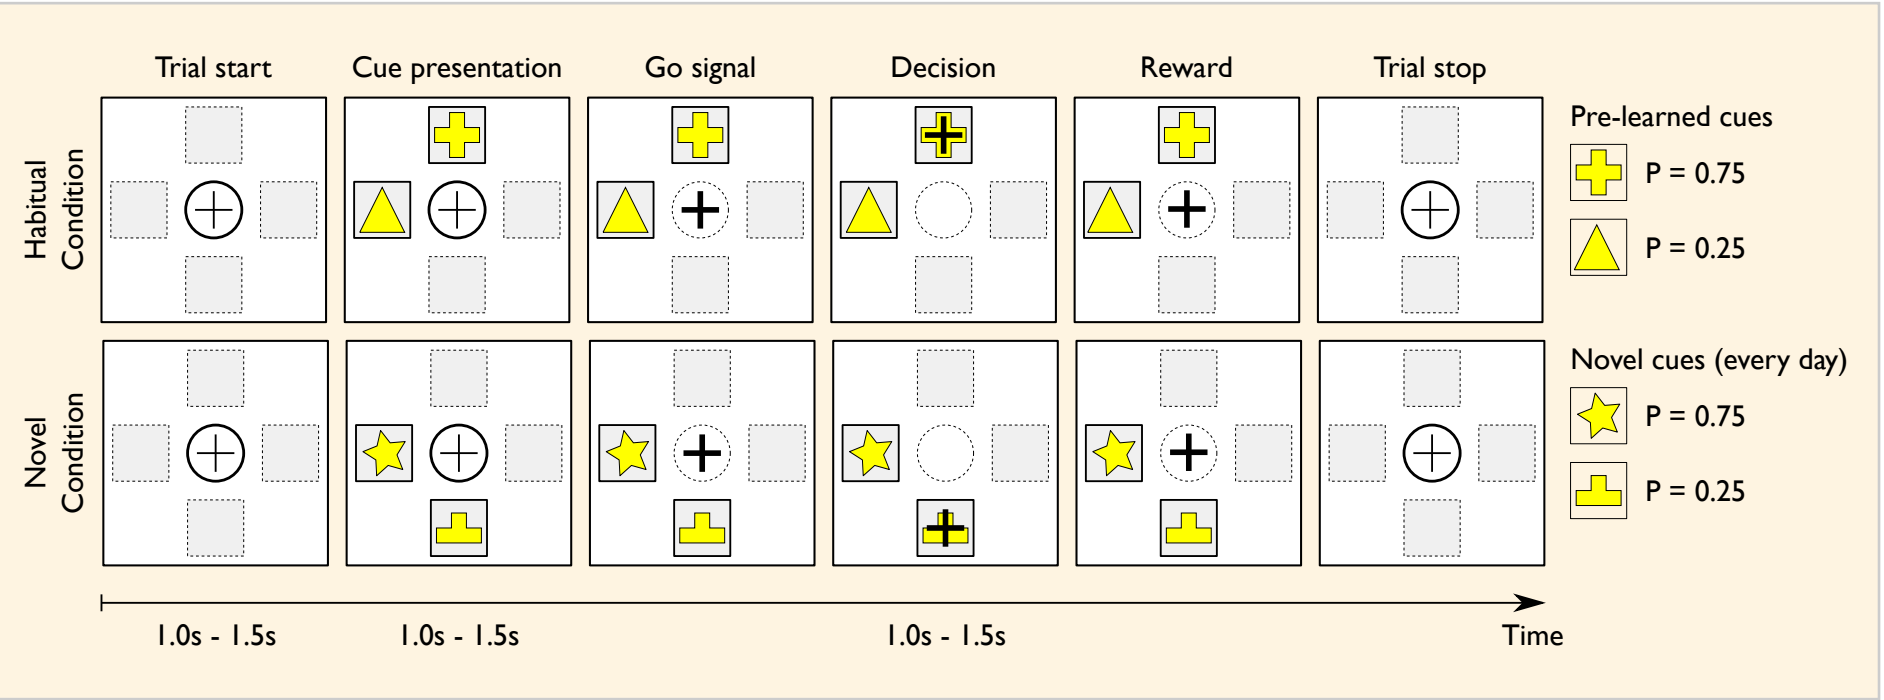 Trial start
Cue presentation
Go signal
Decision
Reward
Trial stop
Habitual
Condition
Pre-learned cues
P = 0.75
P = 0.25
Novel
Condition
Novel cues (every day)
P = 0.75
P = 0.25
1.0s - 1.5s
1.0s - 1.5s
1.0s - 1.5s
Time